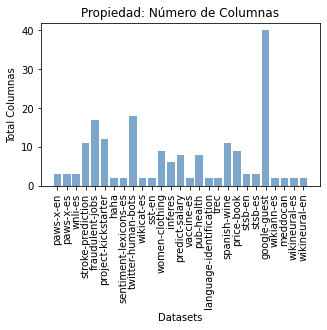 Propiedad: Número de Columnas
Total Columnas
40
30
20
10
0
paws-x-en
paws-x-es
wnli-es
stroke-prediction
fraudulent-jobs
project-kickstarter
haha
sentiment-lexicons-es
twitter-human-bots
wikicat-es
sst-en
women-clothing
inferes
predict-salary
vaccine-es
pub-health
language-identification
trec
spanish-wine
price-book
stsb-en
stsb-es
google-guest
wikiann-es
meddocan
wikineural-es
wikineural-en
Datasets